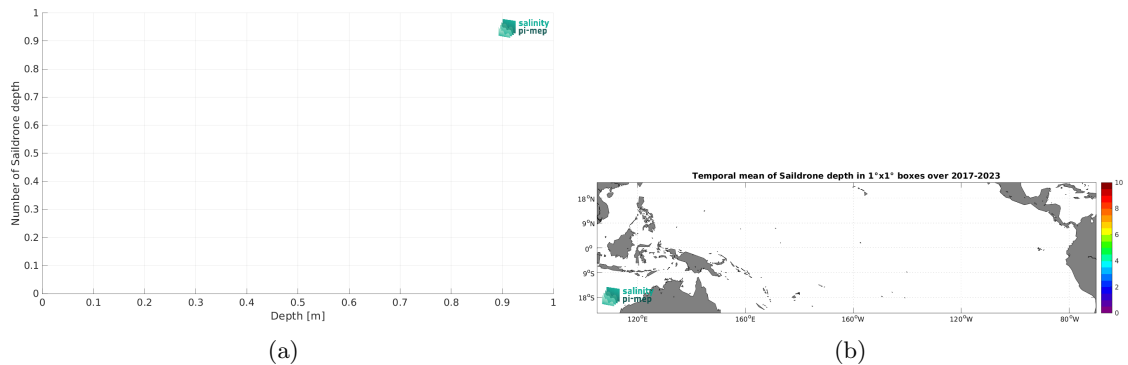 1
0.9
0.8
0.7
0.6
0.5
0.4
0.3
0.2
0.1
0
Number of Saildrone depth
salinity
pi-mep
0 0.1 0.2 0.3 0.4 0.5 0.6 0.7 0.8 0.9 1
Depth [m]
(a)
Temporal mean of Saildrone depth in 1°x1° boxes over 2017-2023
18°N
9°N
0°
9°S
18°S
salinity
pi-mep
120°E 160°E 160°W 120°W 80°W
10
8
6
4
2
0
(b)